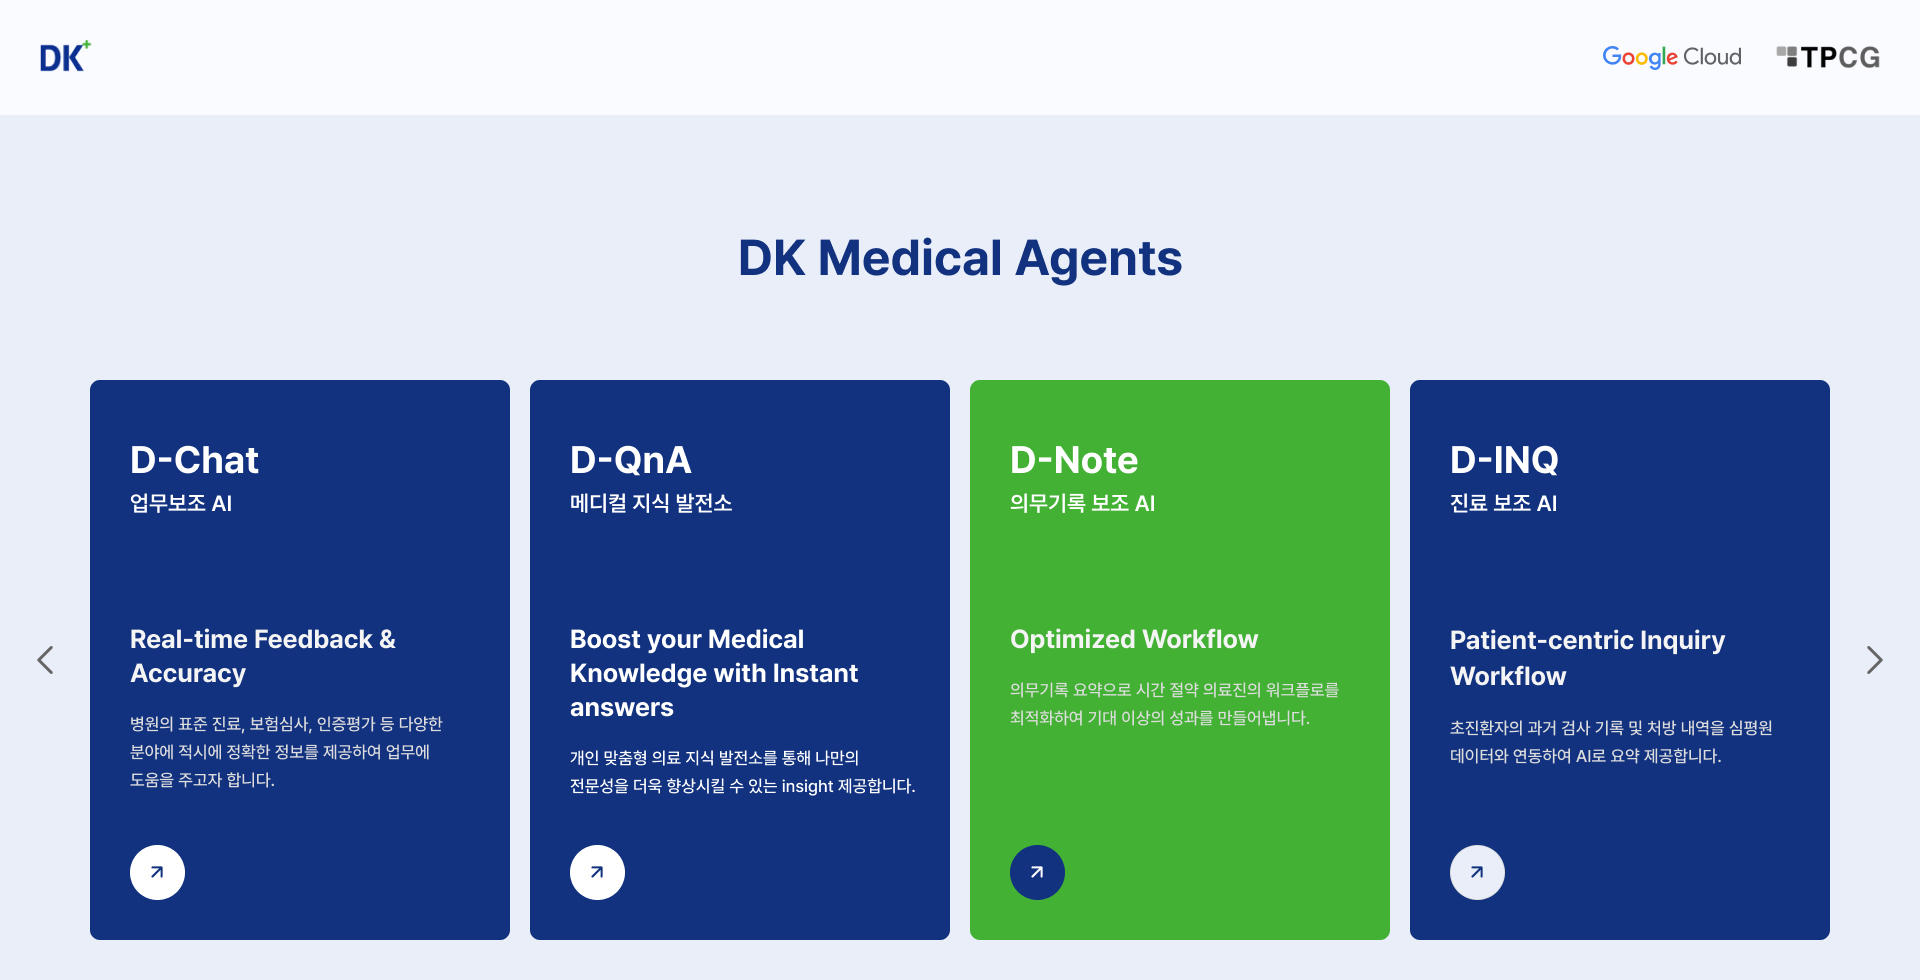 DK+
Google Cloud
TPCG
DK Medical Agents
D-Chat
업무보조 AI
Real-time Feedback &
Accuracy
병원의 표준 진료, 보험심사, 인증평가 등 다양한
분야에 적시에 정확한 정보를 제공하여 업무에
도움을 주고자 합니다.
D-QnA
메디컬 지식 발전소
Boost your Medical
Knowledge with Instant
answers
개인 맞춤형 의료 지식 발전소를 통해 나만의
전문성을 더욱 향상시킬 수 있는 insight 제공합니다.
D-Note
의무기록 보조 AI
Optimized Workflow
의무기록 요약으로 시간 절약 의료진의 워크플로를
최적화하여 기대 이상의 성과를 만들어냅니다.
D-INQ
진료 보조 AI
Patient-centric Inquiry
Workflow
초진환자의 과거 검사 기록 및 처방 내역을 심평원
데이터와 연동하여 AI로 요약 제공합니다.